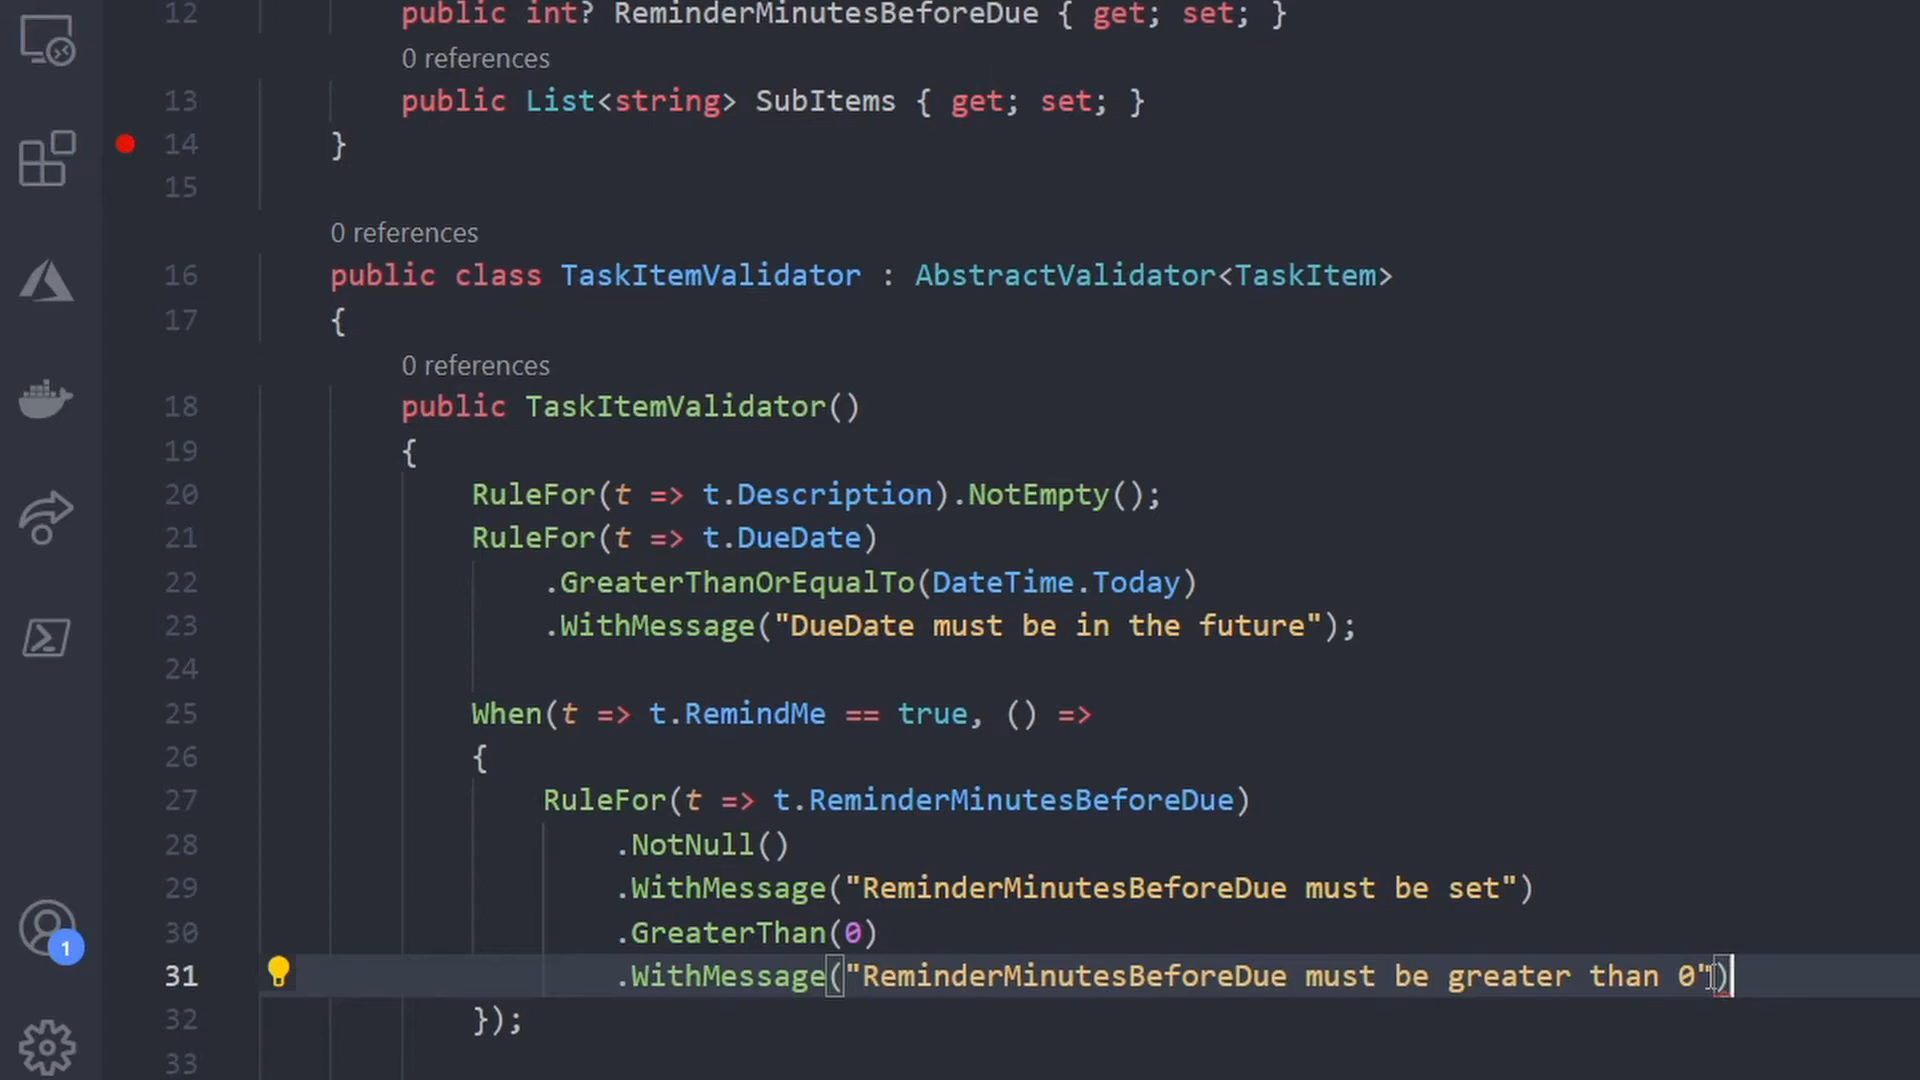 12 public int? ReminderMinutesBeforeDue { get; set; }
0 references
13 public List<string> SubItems { get; set; }
14 }
15
0 references
16 public class TaskItemValidator : AbstractValidator<TaskItem>
17 {
0 references
18 public TaskItemValidator()
19 {
20 RuleFor(t => t.Description).NotEmpty();
21 RuleFor(t => t.DueDate)
22 .GreaterThanOrEqualTo(DateTime.Today)
23 .WithMessage("DueDate must be in the future");
24
25 When(t => t.RemindMe == true, () =>
26 {
27 RuleFor(t => t.ReminderMinutesBeforeDue)
28 .NotNull()
29 .WithMessage("ReminderMinutesBeforeDue must be set")
30 .GreaterThan(0)
1
31 .WithMessage("ReminderMinutesBeforeDue must be greater than 0")
32 });
33